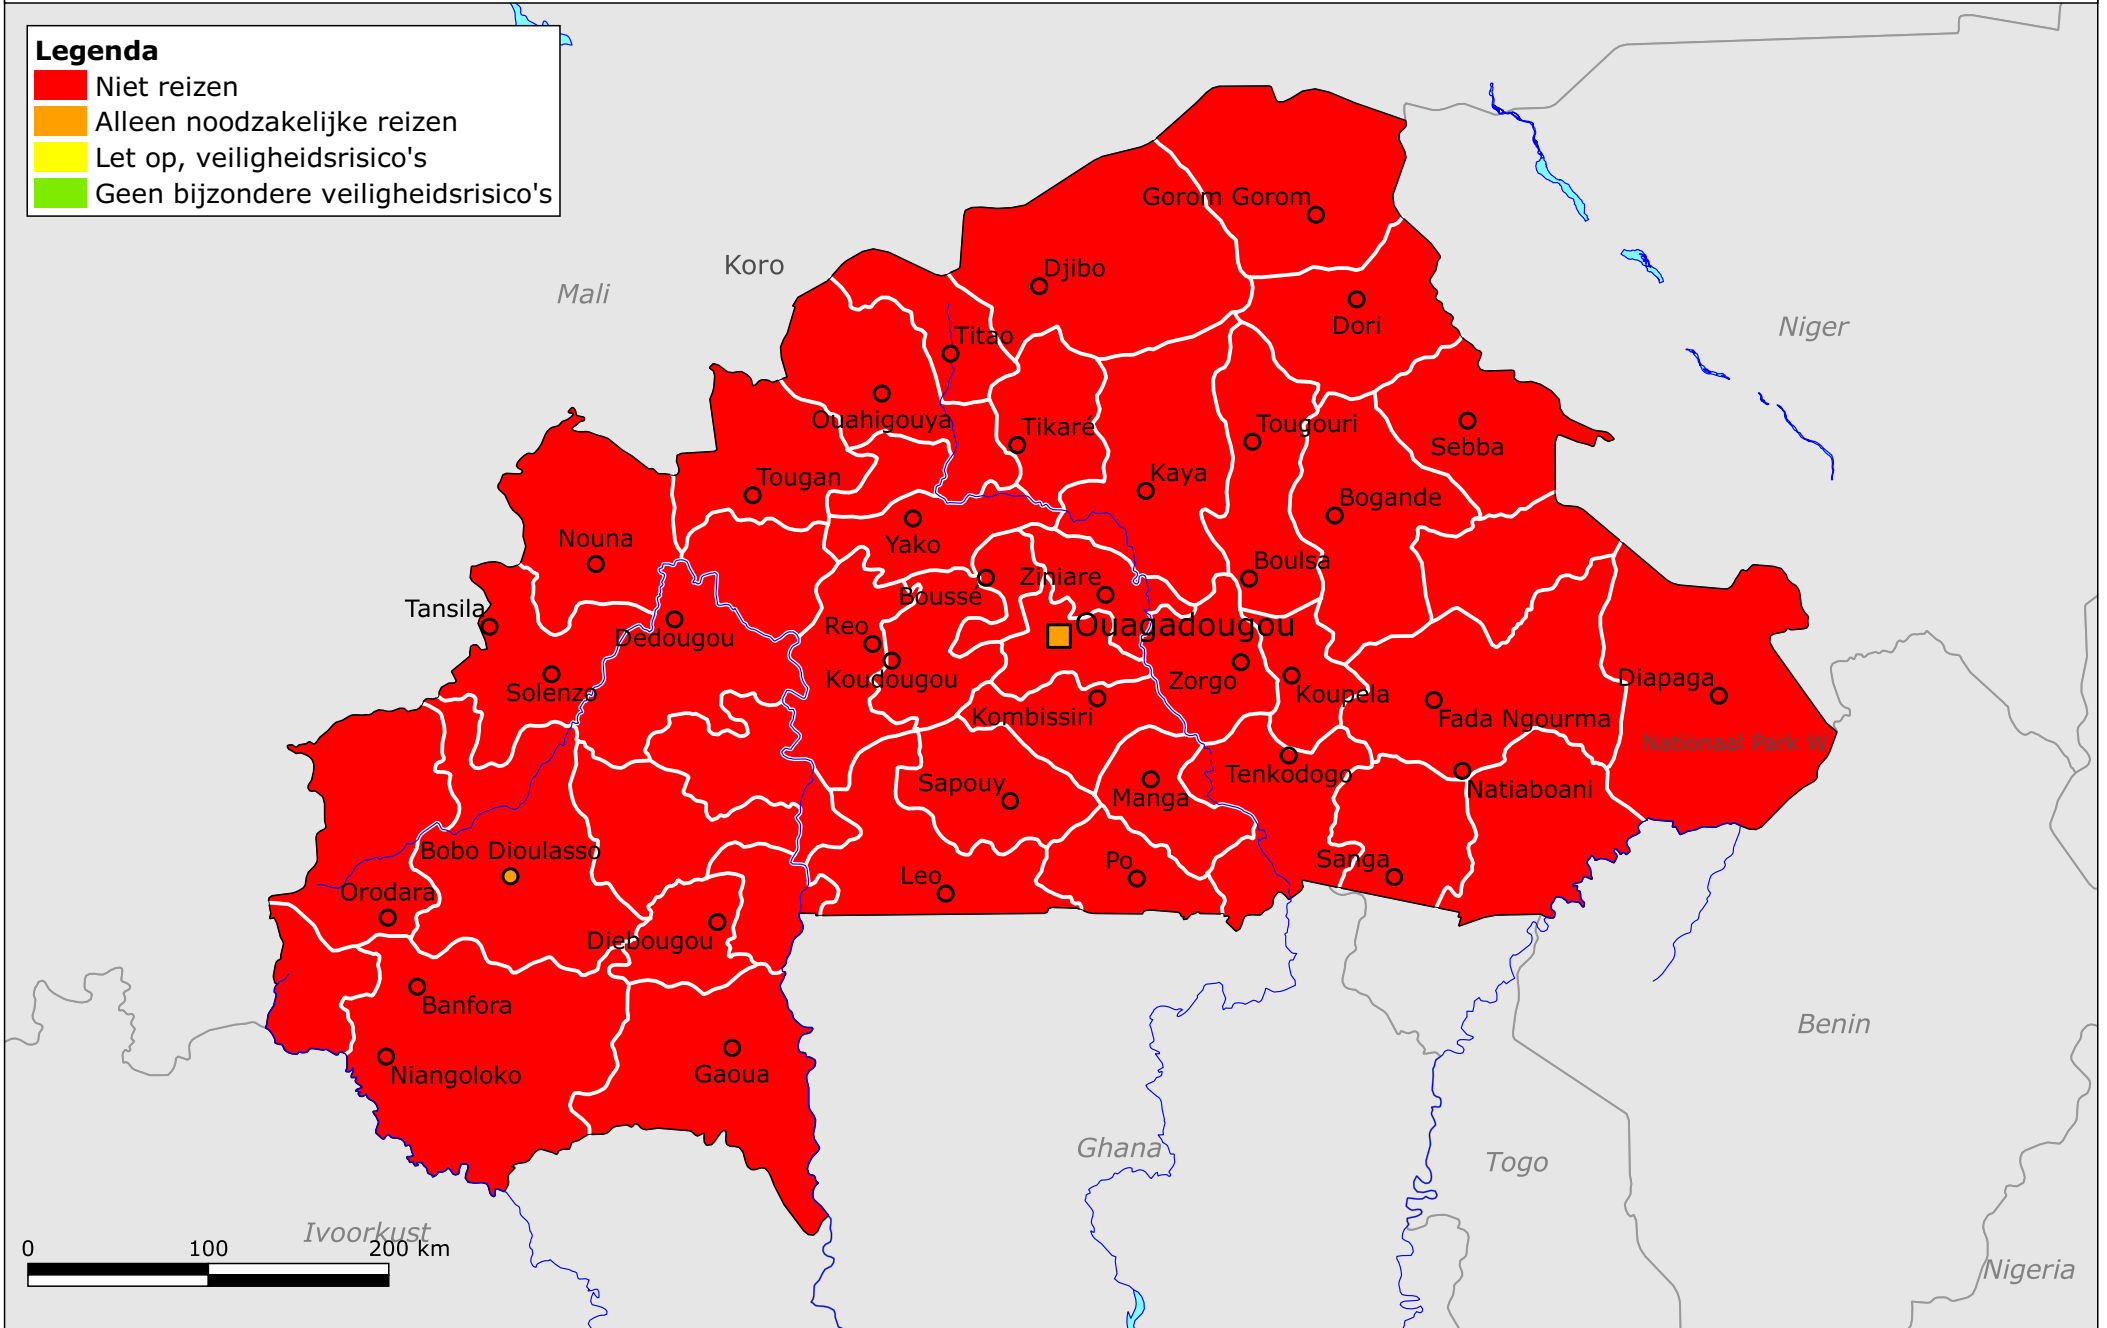 Legenda
Niet reizen
Alleen noodzakelijke reizen
Let op, veiligheidsrisico's
Geen bijzondere veiligheidsrisico's
Gorom Gorom
Koro
Djibo
Mali
Niger
Dori
Titao
Ouahigouya
Tikaré
Tougouri
Sebba
Tougan
Kaya
Bogande
Nouna
Yako
Boulsa
Ziniare
Boussé
Tansila
Ouagadougou
Reo
Dedougou
Koudougou
Zorgo
Diapaga
Solenzo
Koupela
Kombissiri
Fada Ngourma
Nationaal Park W
Tenkodogo
Sapouy
Natiaboani
Manga
Bobo Dioulasso
Sanga
Po
Leo
Orodara
Diebougou
Banfora
Benin
Niangoloko
Gaoua
Ghana
Togo
Ivoorkust
0 100 200 km
Nigeria